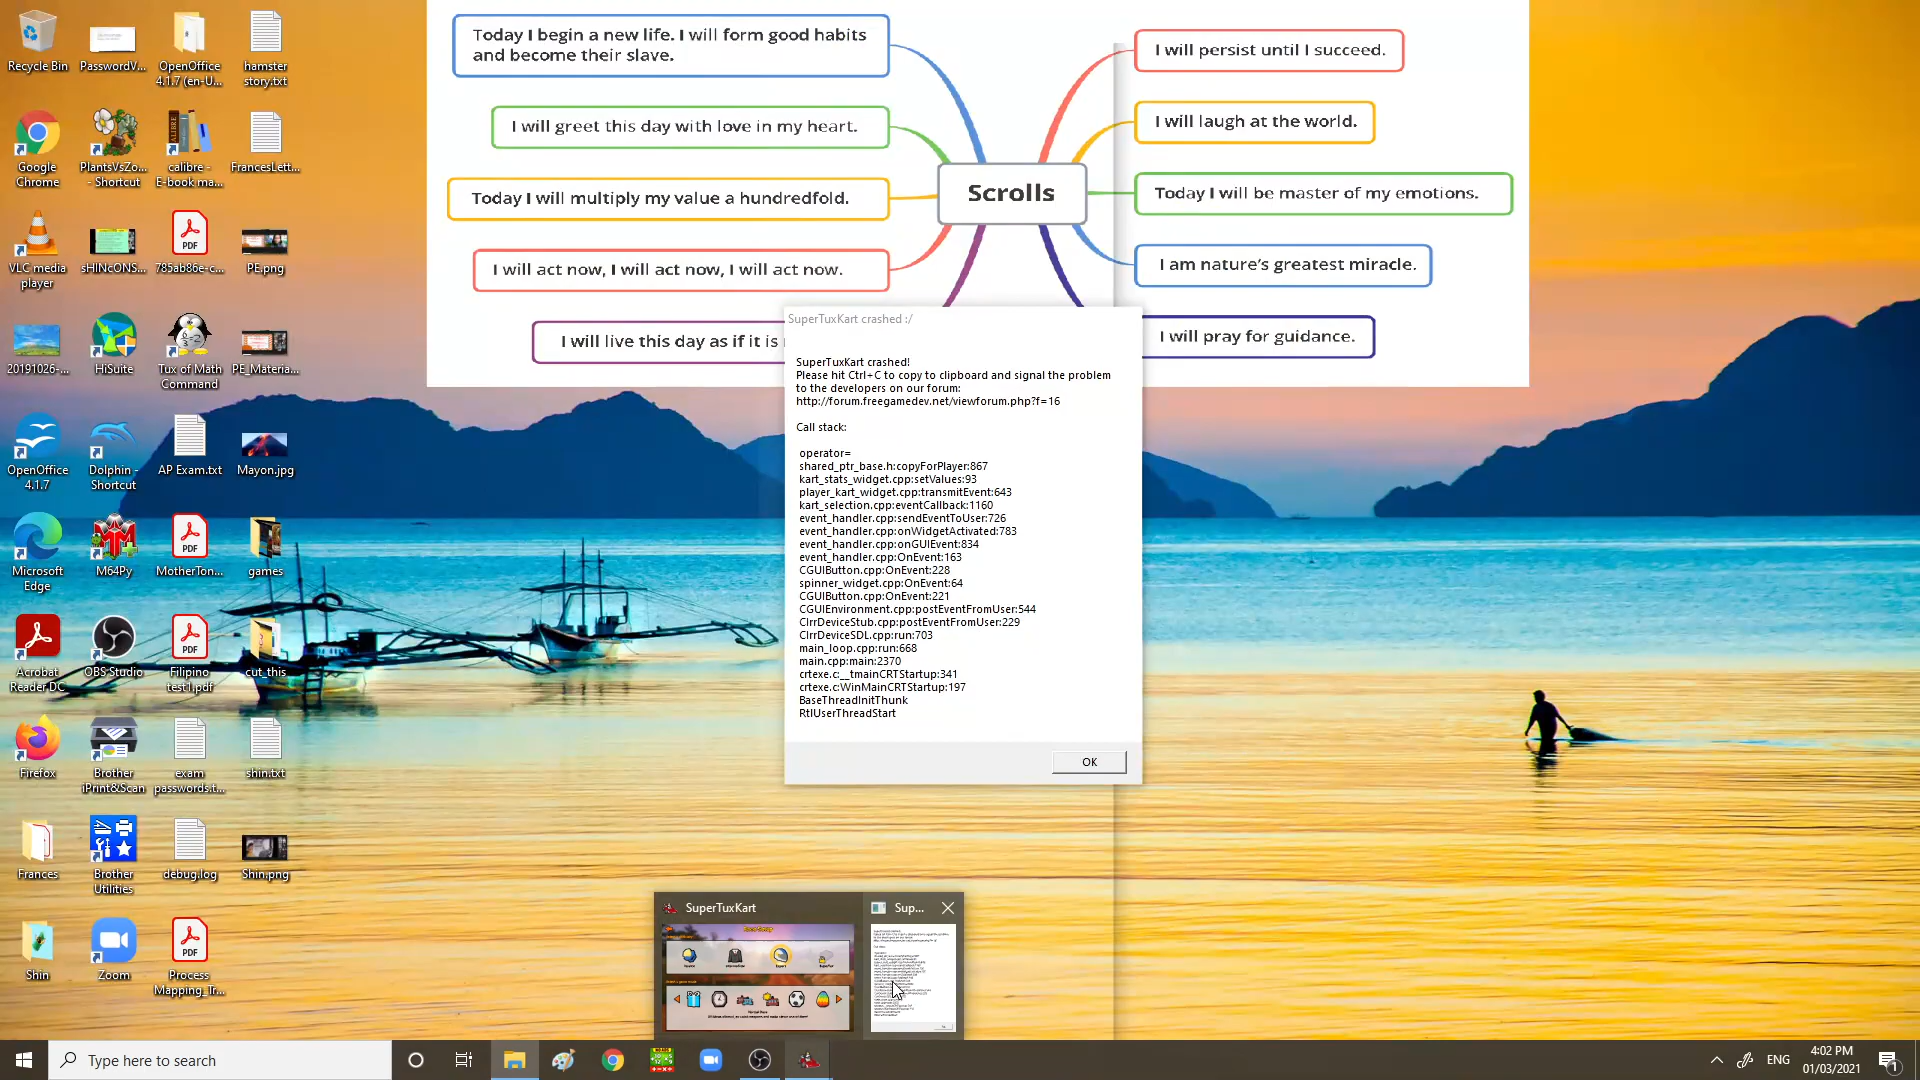 Recycle Bin
PasswordV...
OpenOffice
4.1.7 (en-U...
hamster
story.txt
Google
Chrome
PlantsVsZo...
- Shortcut
calibre -
E-book ma...
FrancesLett...
VLC media
player
sHINcONS...
785ab86e-c...
PE.png
20191026-...
HiSuite
Tux of Math
Command
PE_Materia...
OpenOffice
4.1.7
Dolphin -
Shortcut
AP Exam.txt
Mayon.jpg
Microsoft
Edge
M64Py
MotherTon...
games
Acrobat
Reader DC
OBS Studio
Filipino
test1.pdf
cut_this
Firefox
Brother
iPrint&Scan
exam
passwords.t...
shin.txt
Frances
Brother
Utilities
debug.log
Shin.png
Shin
Zoom
Process
Mapping_Tr...
Today I begin a new life. I will form good habits
and become their slave.
I will greet this day with love in my heart.
Today I will multiply my value a hundredfold.
I will act now, I will act now, I will act now.
I will live this day as if it is
Scrolls
I will persist until I succeed.
I will laugh at the world.
Today I will be master of my emotions.
I am nature's greatest miracle.
I will pray for guidance.
SuperTuxKart crashed :/
SuperTuxKart crashed!
Please hit Ctrl+C to copy to clipboard and signal the problem
to the developers on our forum:
http://forum.freegamedev.net/viewforum.php?f=16
Call stack:
operator=
shared_ptr_base.h:copyForPlayer:867
kart_stats_widget.cpp:setValues:93
player_kart_widget.cpp:transmitEvent:643
kart_selection.cpp:eventCallback:1160
event_handler.cpp:sendEventToUser:726
event_handler.cpp:onWidgetActivated:783
event_handler.cpp:onGUIEvent:834
event_handler.cpp:OnEvent:163
CGUIButton.cpp:OnEvent:228
spinner_widget.cpp:OnEvent:64
CGUIButton.cpp:OnEvent:221
CGUIEnvironment.cpp:postEventFromUser:544
CIrrDeviceStub.cpp:postEventFromUser:229
CIrrDeviceSDL.cpp:run:703
main_loop.cpp:run:668
main.cpp:main:2370
crtexe.c:__tmainCRTStartup:341
crtexe.c:WinMainCRTStartup:197
BaseThreadInitThunk
RtlUserThreadStart
OK
SuperTuxKart
Sup...
Type here to search
ENG
4:02 PM
01/03/2021
1